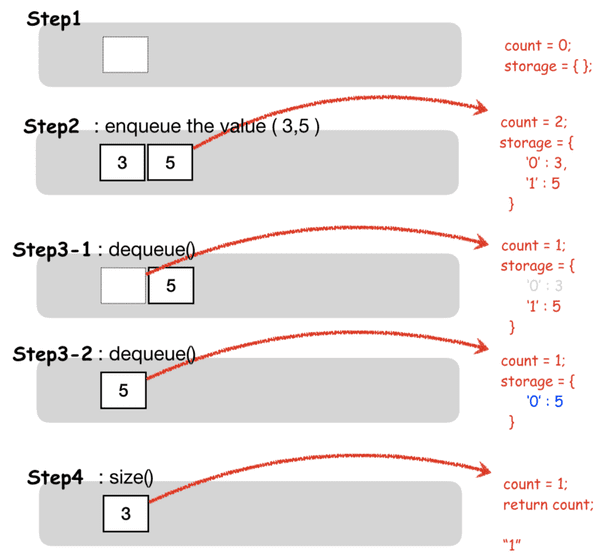 Step1
count = 0;
storage = { };
Step2 : enqueue the value ( 3,5 )
3 5
count = 2;
storage = {
'0' : 3,
'1' : 5
}
Step3-1 : dequeue()
5
count = 1;
storage = {
'0' : 3
'1' : 5
}
Step3-2 : dequeue()
5
count = 1;
storage = {
'0' : 5
}
Step4 : size()
3
count = 1;
return count;
"1"